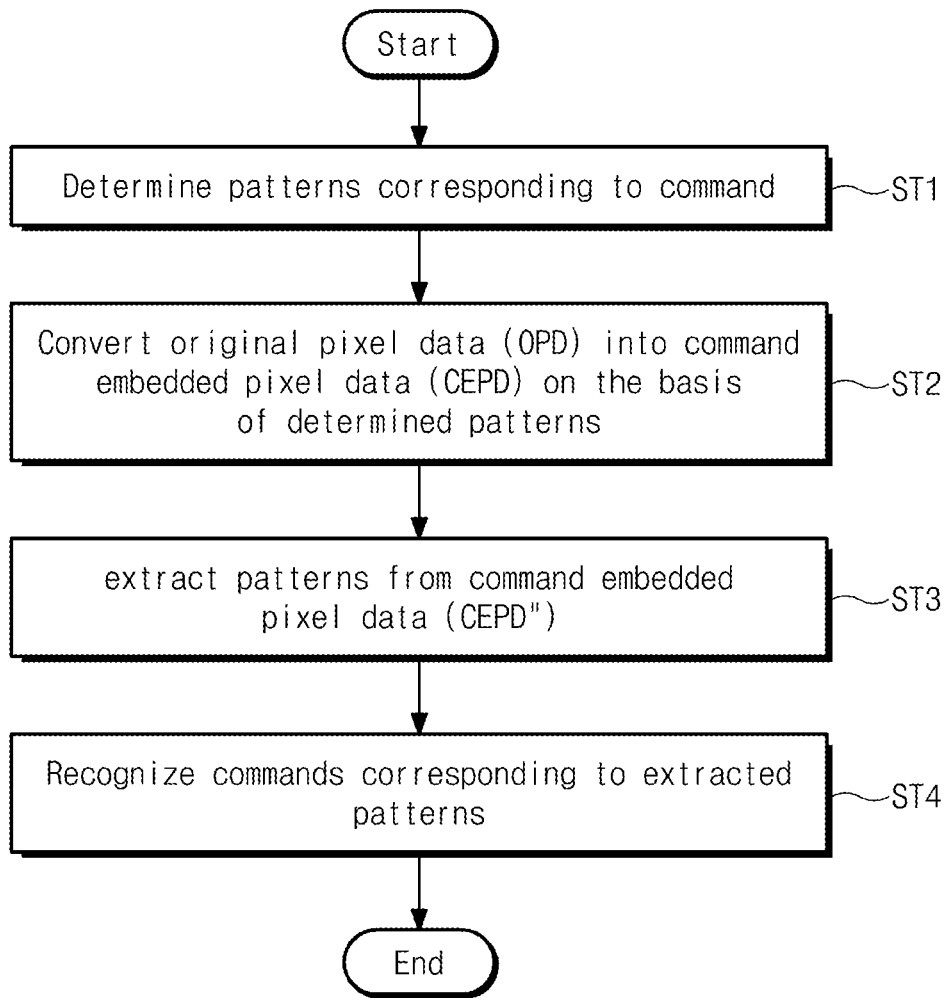 Start
Determine patterns corresponding to command
ST1
Convert original pixel data (OPD) into command
embedded pixel data (CEPD) on the basis
of determined patterns
ST2
extract patterns from command embedded
pixel data (CEPD")
ST3
Recognize commands corresponding to extracted
patterns
ST4
End